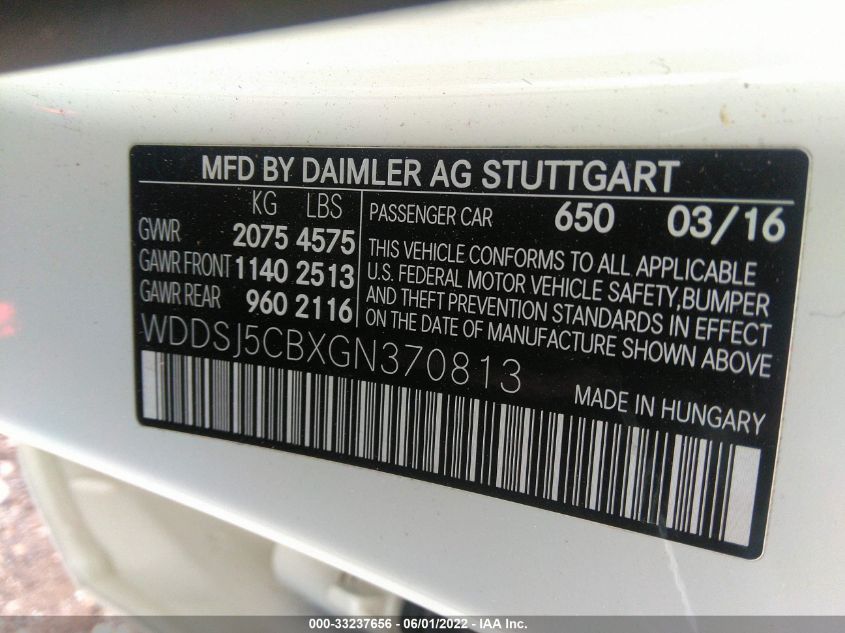 MFD BY DAIMLER AG STUTTGART
KG LBS
GVWR 2075 4575
GAWR FRONT 1140 2513
GAWR REAR 960 2116
PASSENGER CAR 650 03/16
THIS VEHICLE CONFORMS TO ALL APPLICABLE
U.S. FEDERAL MOTOR VEHICLE SAFETY,BUMPER
AND THEFT PREVENTION STANDARDS IN EFFECT
ON THE DATE OF MANUFACTURE SHOWN ABOVE
WDDSJ5CBXGN370813
MADE IN HUNGARY
000-33237656 - 06/01/2022 - IAA Inc.